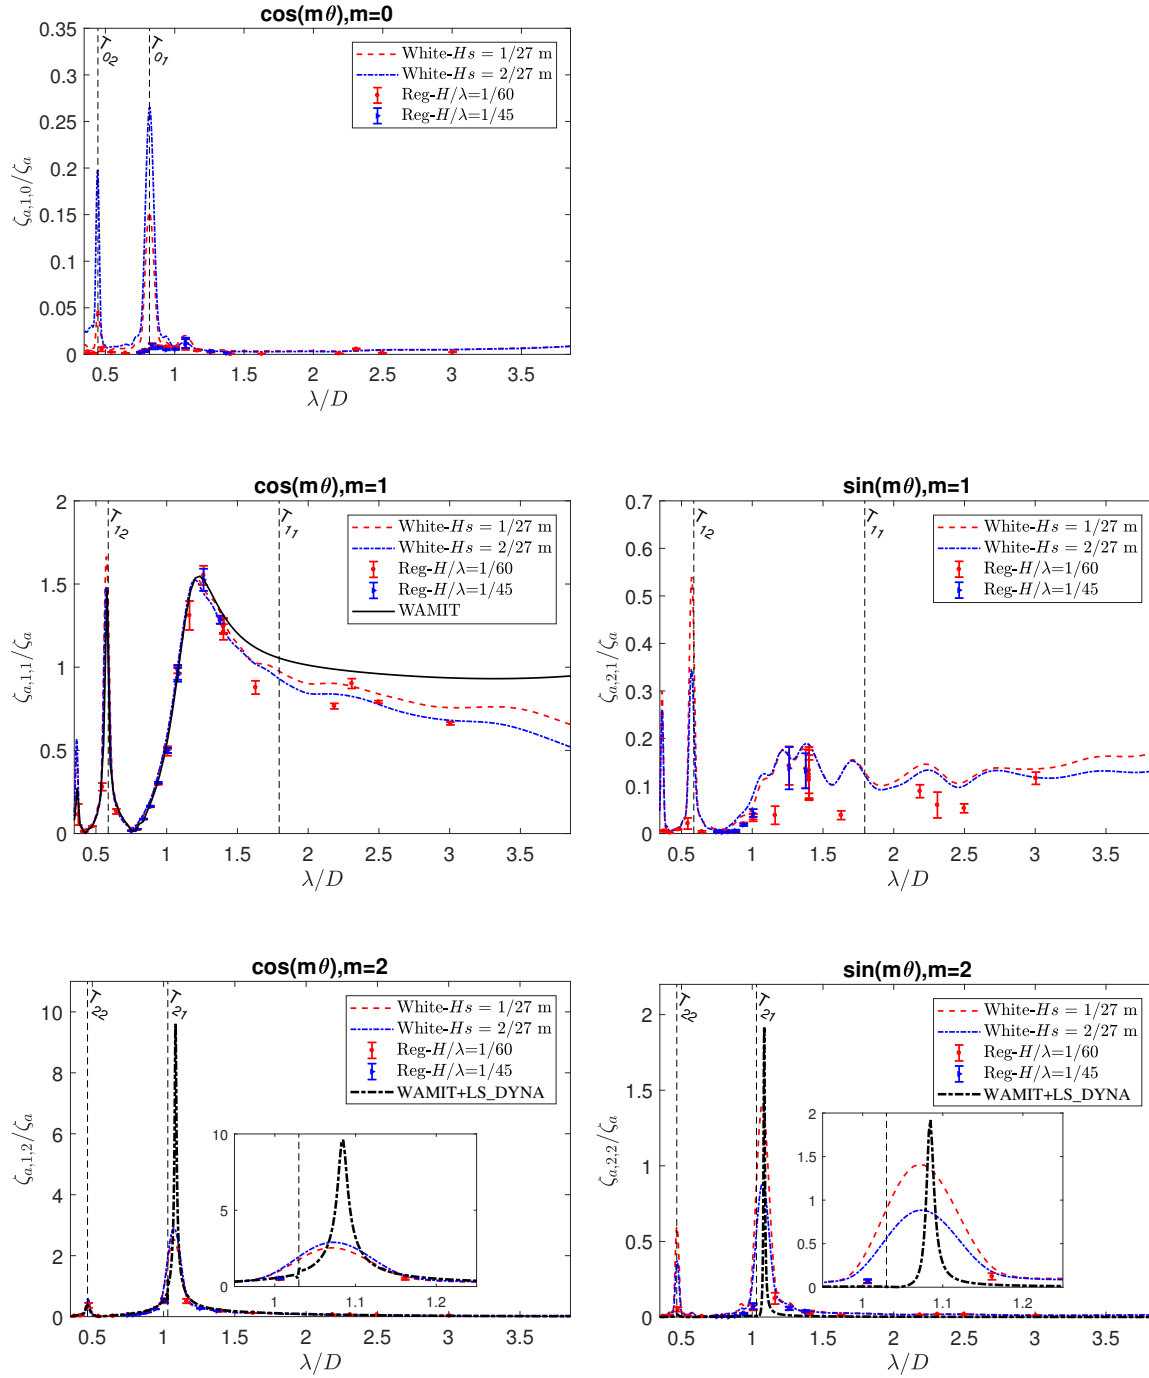 cos(mθ),m=0
0.35
0.3
0.25
0.2
0.15
0.1
0.05
0
ζa,1,0/ζa
T02
T01
White-Hs = 1/27 m
White-Hs = 2/27 m
Reg-H/λ=1/60
Reg-H/λ=1/45
0.5 1 1.5 2 2.5 3 3.5
λ/D
cos(mθ),m=1
2
1.5
1
0.5
0
ζa,1,1/ζa
T12
T11
White-Hs = 1/27 m
White-Hs = 2/27 m
Reg-H/λ=1/60
Reg-H/λ=1/45
WAMIT
0.5 1 1.5 2 2.5 3 3.5
λ/D
sin(mθ),m=1
0.7
0.6
0.5
0.4
0.3
0.2
0.1
0
ζa,2,1/ζa
T12
T11
White-Hs = 1/27 m
White-Hs = 2/27 m
Reg-H/λ=1/60
Reg-H/λ=1/45
0.5 1 1.5 2 2.5 3 3.5
λ/D
cos(mθ),m=2
10
8
6
4
2
0
ζa,1,2/ζa
T22
T21
White-Hs = 1/27 m
White-Hs = 2/27 m
Reg-H/λ=1/60
Reg-H/λ=1/45
WAMIT+LS_DYNA
10
5
0
1 1.1 1.2
0.5 1 1.5 2 2.5 3 3.5
λ/D
sin(mθ),m=2
2
1.5
1
0.5
0
ζa,2,2/ζa
T22
T21
White-Hs = 1/27 m
White-Hs = 2/27 m
Reg-H/λ=1/60
Reg-H/λ=1/45
WAMIT+LS_DYNA
2
1.5
1
0.5
0
1 1.1 1.2
0.5 1 1.5 2 2.5 3 3.5
λ/D